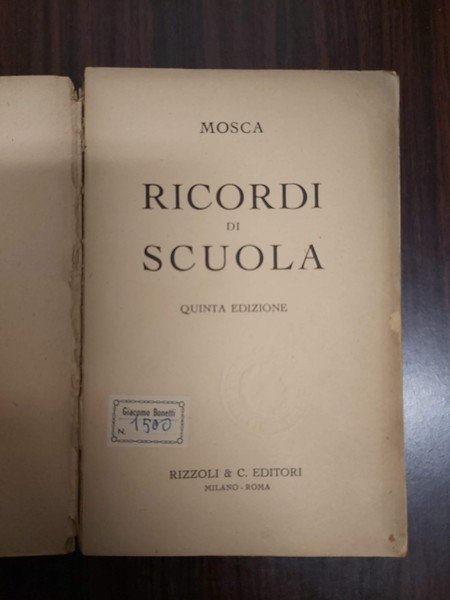 MOSCA
RICORDI
DI
SCUOLA
QUINTA EDIZIONE
Giacomo Bonetti
N. 1500
RIZZOLI & C. EDITORI
MILANO - ROMA